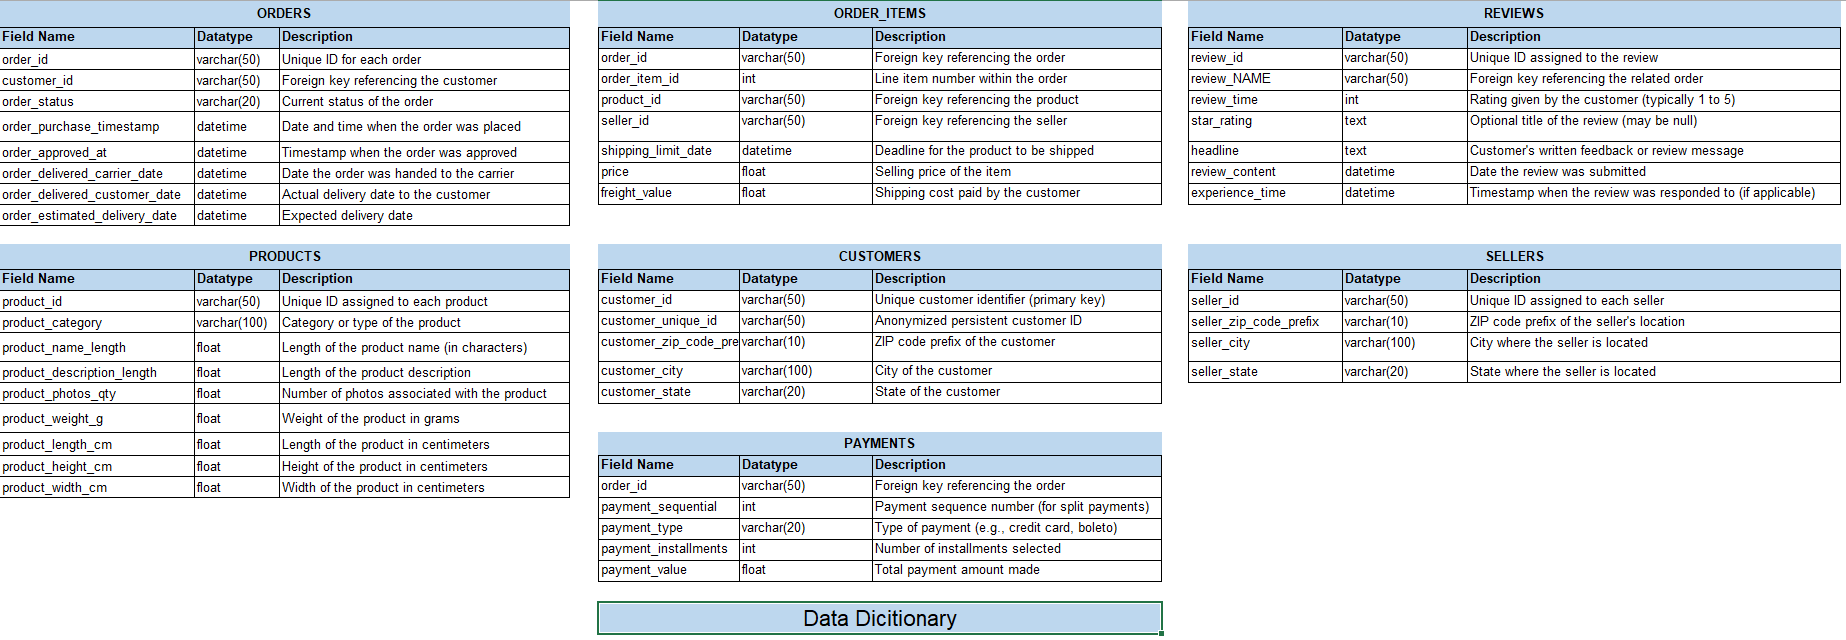 ORDERS
Field Name Datatype Description
order_id varchar(50) Unique ID for each order
customer_id varchar(50) Foreign key referencing the customer
order_status varchar(20) Current status of the order
order_purchase_timestamp datetime Date and time when the order was placed
order_approved_at datetime Timestamp when the order was approved
order_delivered_carrier_date datetime Date the order was handed to the carrier
order_delivered_customer_date datetime Actual delivery date to the customer
order_estimated_delivery_date datetime Expected delivery date
ORDER_ITEMS
Field Name Datatype Description
order_id varchar(50) Foreign key referencing the order
order_item_id int Line item number within the order
product_id varchar(50) Foreign key referencing the product
seller_id varchar(50) Foreign key referencing the seller
shipping_limit_date datetime Deadline for the product to be shipped
price float Selling price of the item
freight_value float Shipping cost paid by the customer
REVIEWS
Field Name Datatype Description
review_id varchar(50) Unique ID assigned to the review
review_NAME varchar(50) Foreign key referencing the related order
review_time int Rating given by the customer (typically 1 to 5)
star_rating text Optional title of the review (may be null)
headline text Customer's written feedback or review message
review_content datetime Date the review was submitted
experience_time datetime Timestamp when the review was responded to (if applicable)
PRODUCTS
Field Name Datatype Description
product_id varchar(50) Unique ID assigned to each product
product_category varchar(100) Category or type of the product
product_name_length float Length of the product name (in characters)
product_description_length float Length of the product description
product_photos_qty float Number of photos associated with the product
product_weight_g float Weight of the product in grams
product_length_cm float Length of the product in centimeters
product_height_cm float Height of the product in centimeters
product_width_cm float Width of the product in centimeters
CUSTOMERS
Field Name Datatype Description
customer_id varchar(50) Unique customer identifier (primary key)
customer_unique_id varchar(50) Anonymized persistent customer ID
customer_zip_code_pre varchar(10) ZIP code prefix of the customer
customer_city varchar(100) City of the customer
customer_state varchar(20) State of the customer
SELLERS
Field Name Datatype Description
seller_id varchar(50) Unique ID assigned to each seller
seller_zip_code_prefix varchar(10) ZIP code prefix of the seller's location
seller_city varchar(100) City where the seller is located
seller_state varchar(20) State where the seller is located
PAYMENTS
Field Name Datatype Description
order_id varchar(50) Foreign key referencing the order
payment_sequential int Payment sequence number (for split payments)
payment_type varchar(20) Type of payment (e.g., credit card, boleto)
payment_installments int Number of installments selected
payment_value float Total payment amount made
Data Dicitionary